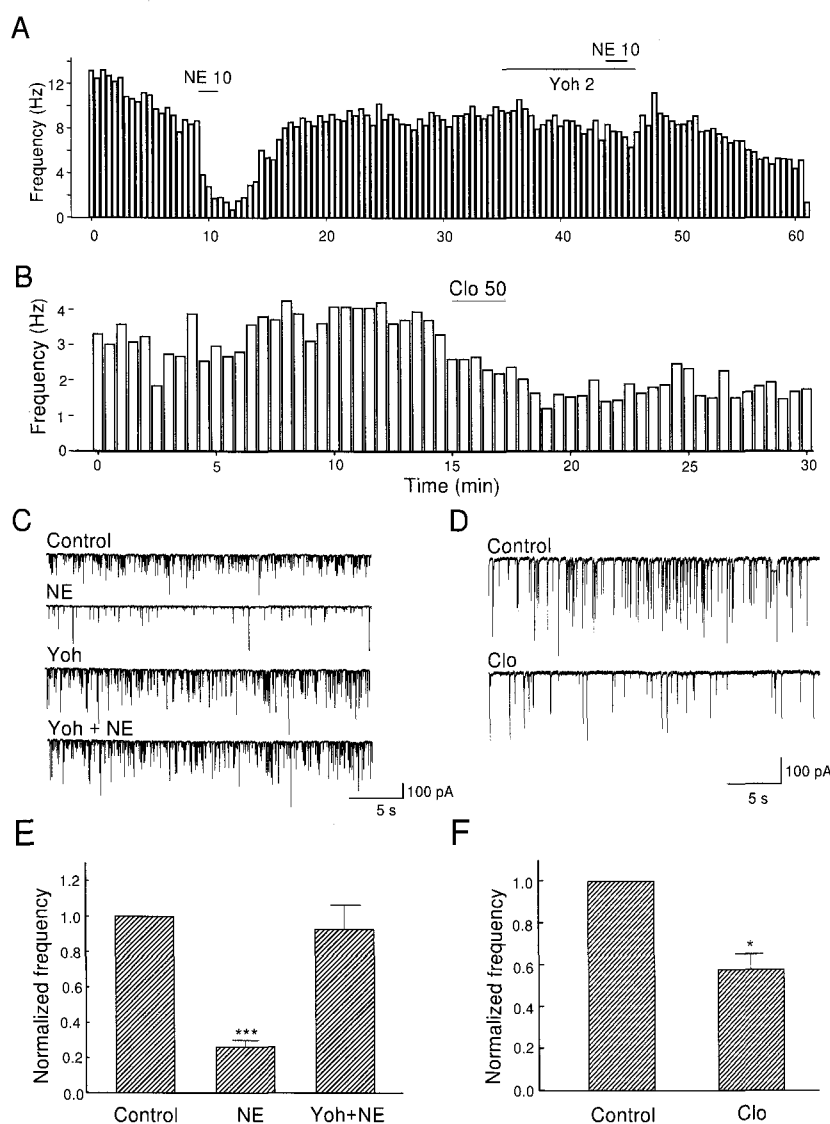 A
NE 10
NE 10
Yoh 2
Frequency (Hz)
12
8
4
0
0 10 20 30 40 50 60
B
Clo 50
Frequency (Hz)
4
3
2
1
0
0 5 10 15 20 25 30
Time (min)
C
Control
NE
Yoh
Yoh + NE
100 pA
5 s
D
Control
Clo
100 pA
5 s
E
Normalized frequency
1.2
1.0
0.8
0.6
0.4
0.2
0.0
***
Control NE Yoh+NE
F
Normalized frequency
1.0
0.8
0.6
0.4
0.2
0.0
*
Control Clo